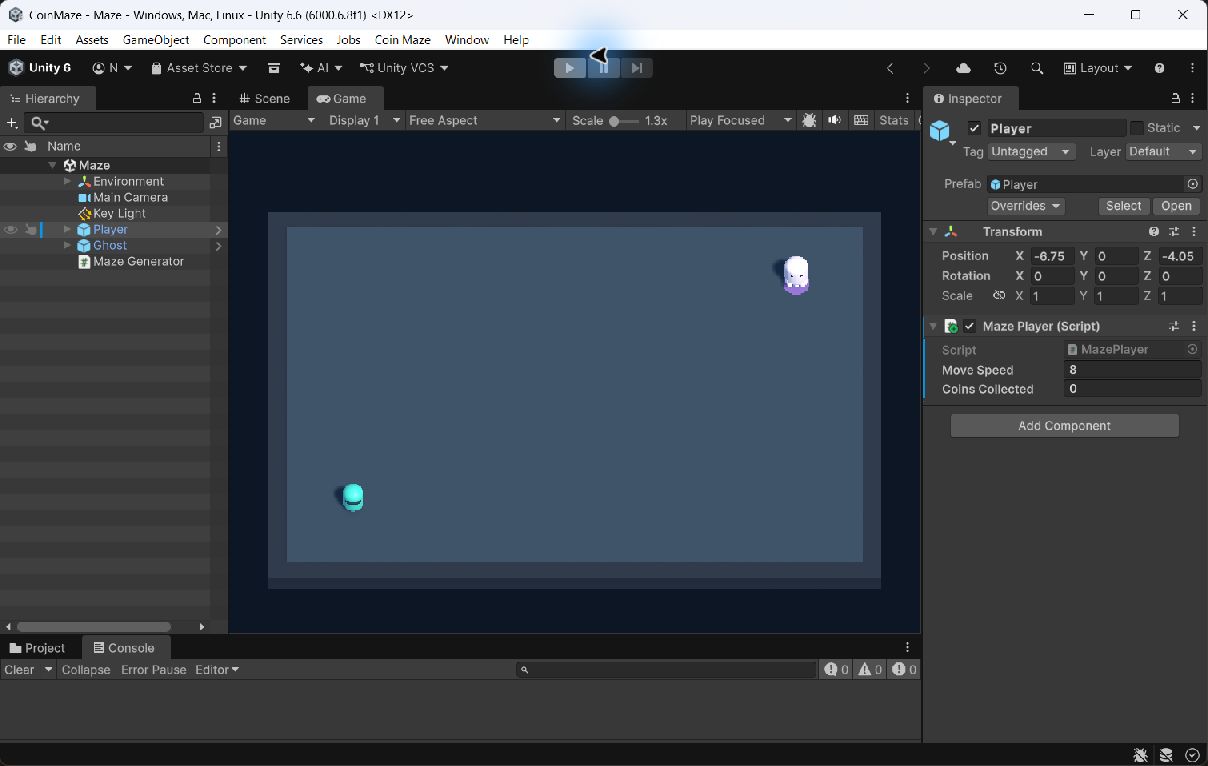 CoinMaze - Maze - Windows, Mac, Linux - Unity 6.6 (6000.6.8f1) <DX12>
File Edit Assets GameObject Component Services Jobs Coin Maze Window Help
Unity 6 N Asset Store AI Unity VCS Layout
Hierarchy Scene Game Inspector
Game Display 1 Free Aspect Scale 1.3x Play Focused Stats
Player Static
Name
Tag Untagged Layer Default
Maze
Environment
Main Camera
Key Light
Player
Ghost
Maze Generator
Prefab Player
Overrides Select Open
Transform
Position X -6.75 Y 0 Z -4.05
Rotation X 0 Y 0 Z 0
Scale X 1 Y 1 Z 1
Maze Player (Script)
Script MazePlayer
Move Speed 8
Coins Collected 0
Add Component
Project Console
Clear Collapse Error Pause Editor 0 0 0